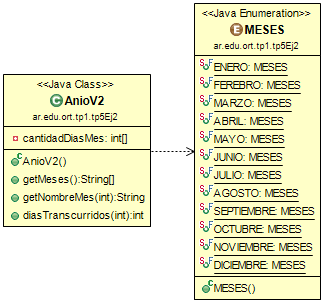 <<Java Class>>
AnioV2
ar.edu.ort.tp1.tp5Ej2
cantidadDiasMes: int[]
AnioV2()
getMeses():String[]
getNombreMes(int):String
diasTranscurridos(int):int
<<Java Enumeration>>
MESES
ar.edu.ort.tp1.tp5Ej2
ENERO: MESES
FEREBRO: MESES
MARZO: MESES
ABRIL: MESES
MAYO: MESES
JUNIO: MESES
JULIO: MESES
AGOSTO: MESES
SEPTIEMBRE: MESES
OCTUBRE: MESES
NOVIEMBRE: MESES
DICIEMBRE: MESES
MESES()